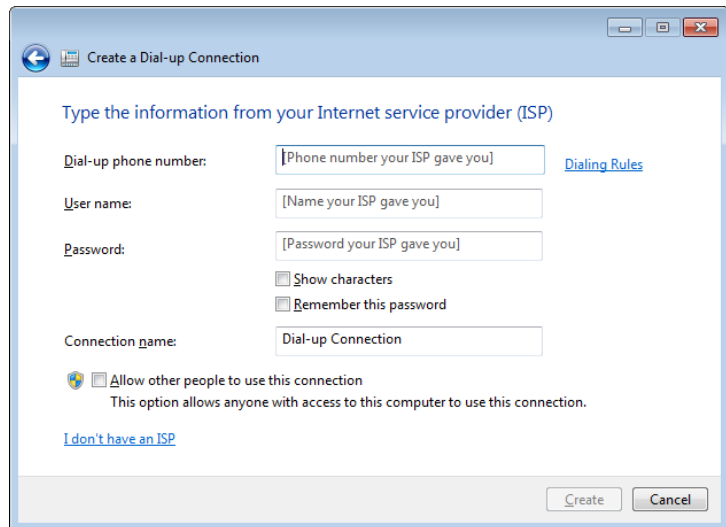 Create a Dial-up Connection
Type the information from your Internet service provider (ISP)
Dial-up phone number: [Phone number your ISP gave you] Dialing Rules
User name: [Name your ISP gave you]
Password: [Password your ISP gave you]
Show characters
Remember this password
Connection name: Dial-up Connection
Allow other people to use this connection
This option allows anyone with access to this computer to use this connection.
I don't have an ISP
Create Cancel